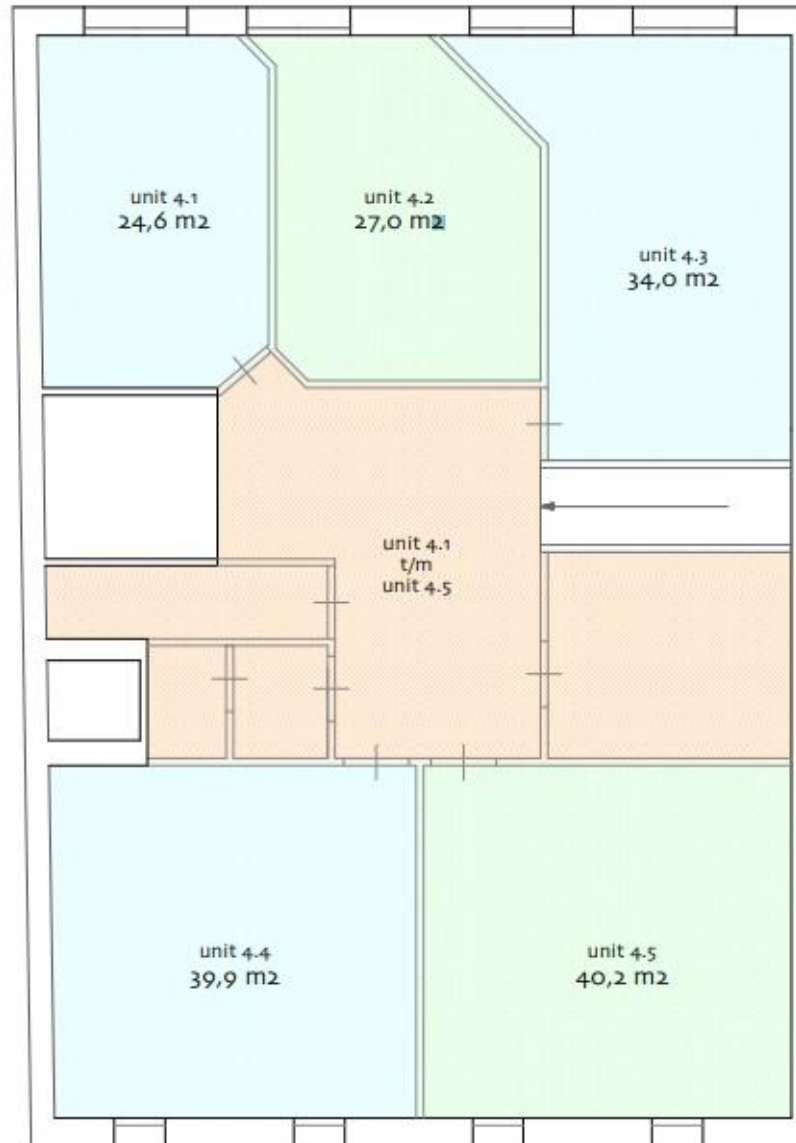 unit 4.1
24,6 m2
unit 4.2
27,0 m2
unit 4.3
34,0 m2
unit 4.1
t/m
unit 4.5
unit 4.4
39,9 m2
unit 4.5
40,2 m2